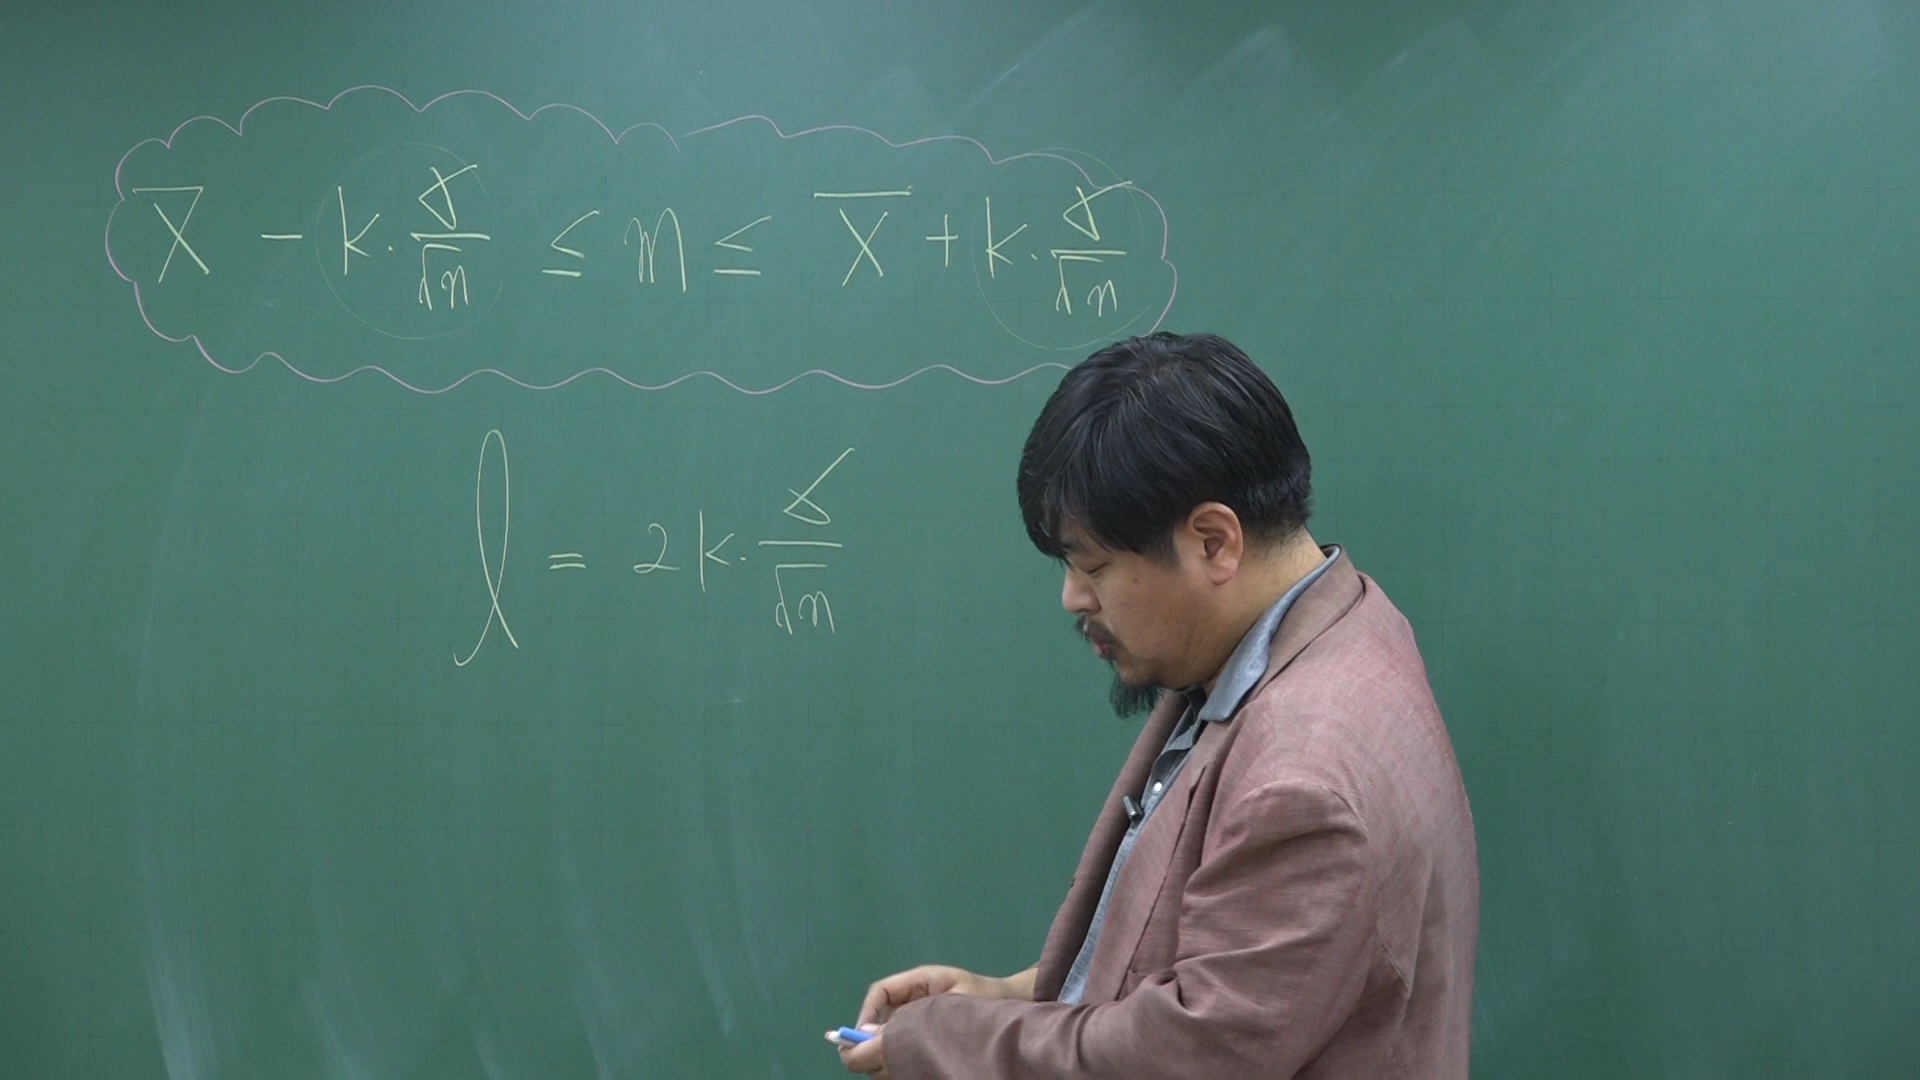 X̄ - k·σ/√n ≤ m ≤ X̄ + k·σ/√n
l = 2k·σ/√n